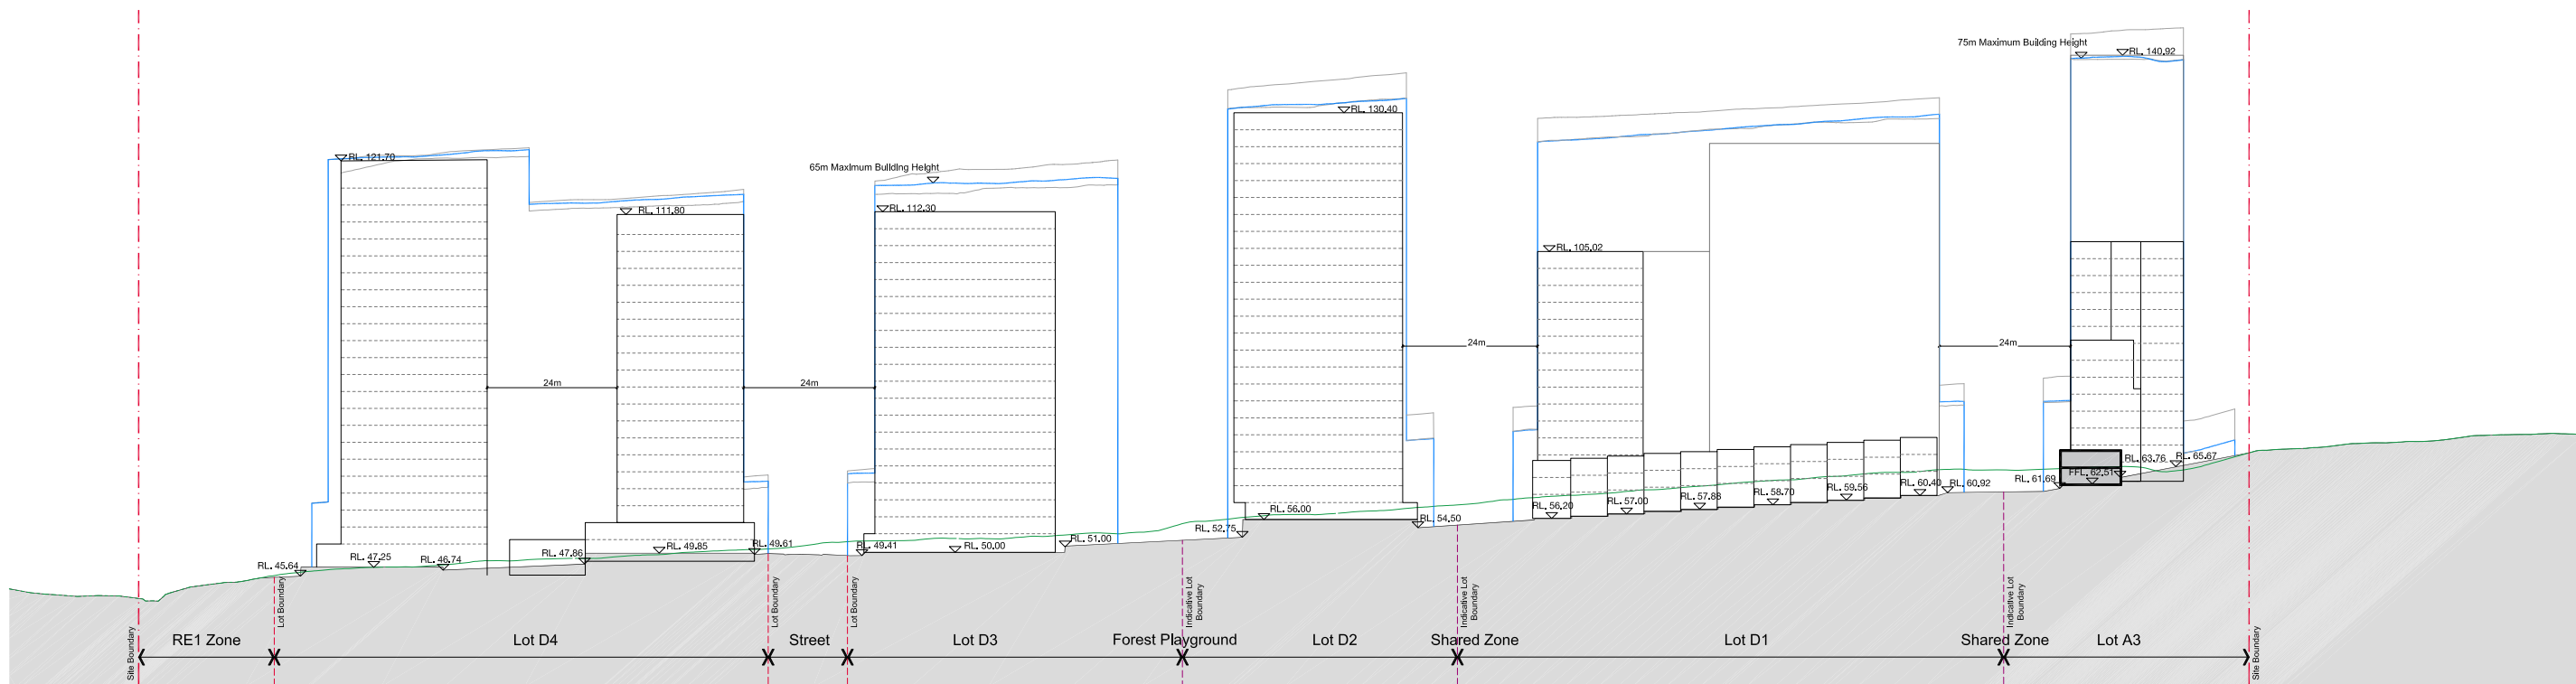 75m Maximum Building Height
RL. 140.92
RL. 130.40
RL. 121.70
65m Maximum Building Height
RL. 111.80
RL. 112.30
RL. 105.02
24m
24m
24m
24m
RL. 63.76
RL. 65.67
FFL. 62.51
RL. 61.69
RL. 60.92
RL. 60.40
RL. 59.56
RL. 58.70
RL. 57.88
RL. 57.00
RL. 56.20
RL. 56.00
RL. 54.50
RL. 52.75
RL. 51.00
RL. 50.00
RL. 49.41
RL. 49.61
RL. 49.85
RL. 47.86
RL. 46.74
RL. 47.25
RL. 45.64
Site Boundary
Lot Boundary
Lot Boundary
Lot Boundary
Indicative Lot
Boundary
Indicative Lot
Boundary
Indicative Lot
Boundary
Site Boundary
RE1 Zone
Lot D4
Street
Lot D3
Forest Playground
Lot D2
Shared Zone
Lot D1
Shared Zone
Lot A3